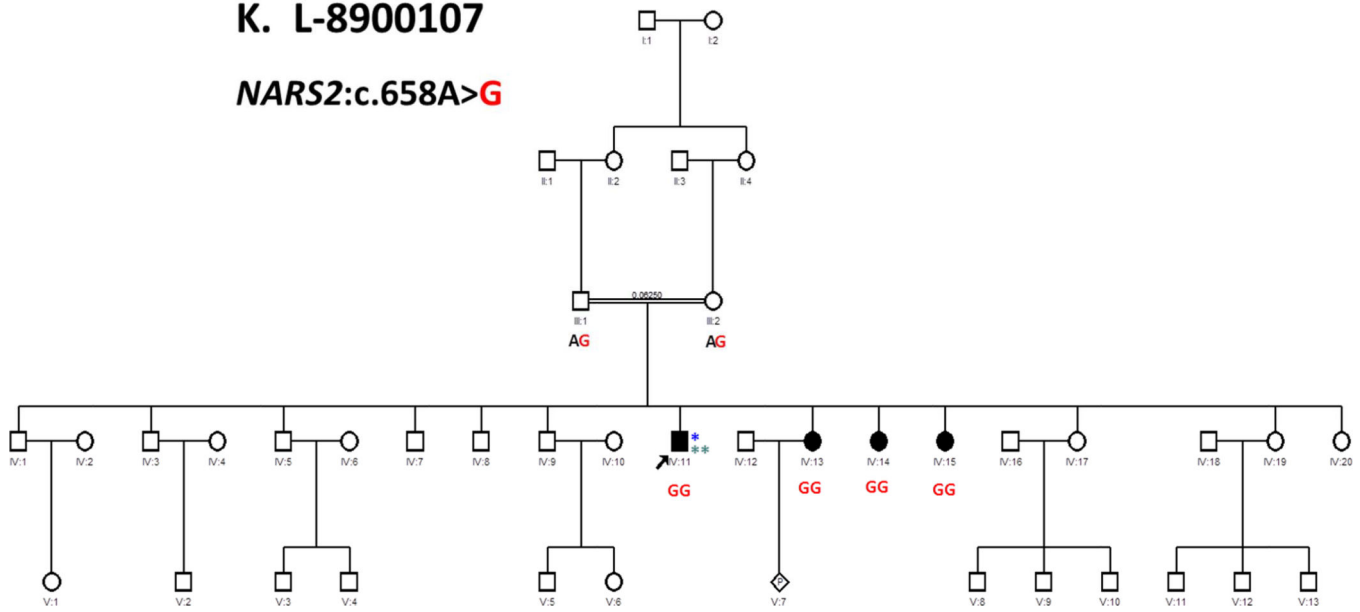 K. L-8900107
NARS2:c.658A>G
I:1 I:2
II:1 II:2 II:3 II:4
0.06250
III:1 III:2
AG AG
* **
IV:1 IV:2 IV:3 IV:4 IV:5 IV:6 IV:7 IV:8 IV:9 IV:10 IV:11 IV:12 IV:13 IV:14 IV:15 IV:16 IV:17 IV:18 IV:19 IV:20
GG GG GG GG
P
V:1 V:2 V:3 V:4 V:5 V:6 V:7 V:8 V:9 V:10 V:11 V:12 V:13